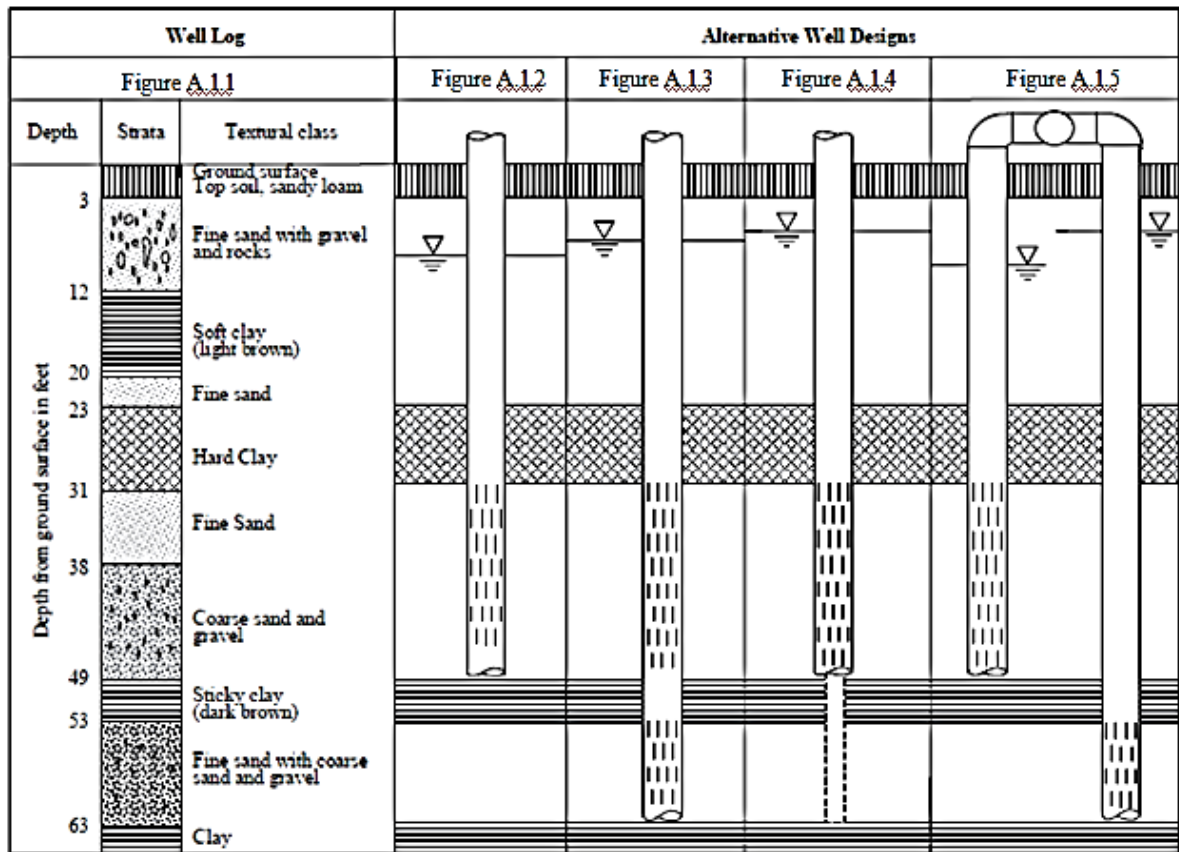 Well Log
Alternative Well Designs
Figure A.1.1
Figure A.1.2
Figure A.1.3
Figure A.1.4
Figure A.1.5
Depth
Strata
Textural class
Ground surface
Top soil, sandy loam
3
Fine sand with gravel
and rocks
12
Soft clay
(light brown)
20
Fine sand
23
Hard Clay
31
Fine Sand
38
Coarse sand and
gravel
49
Sticky clay
(dark brown)
53
Fine sand with coarse
sand and gravel
63
Clay
Depth from ground surface in feet